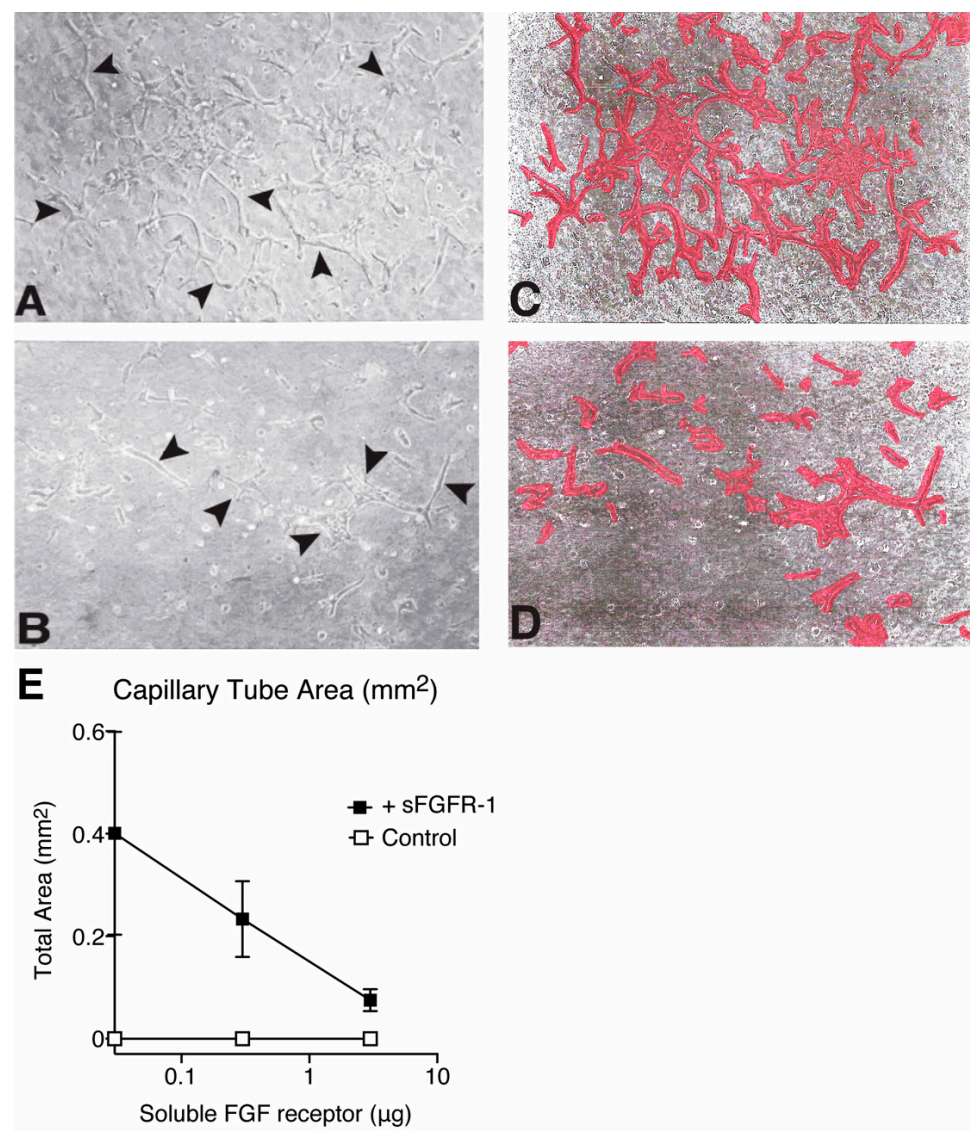 A
C
B
D
E
Capillary Tube Area (mm2)
0.6
0.4
0.2
0
Total Area (mm2)
+ sFGFR-1
Control
0.1 1 10
Soluble FGF receptor (µg)